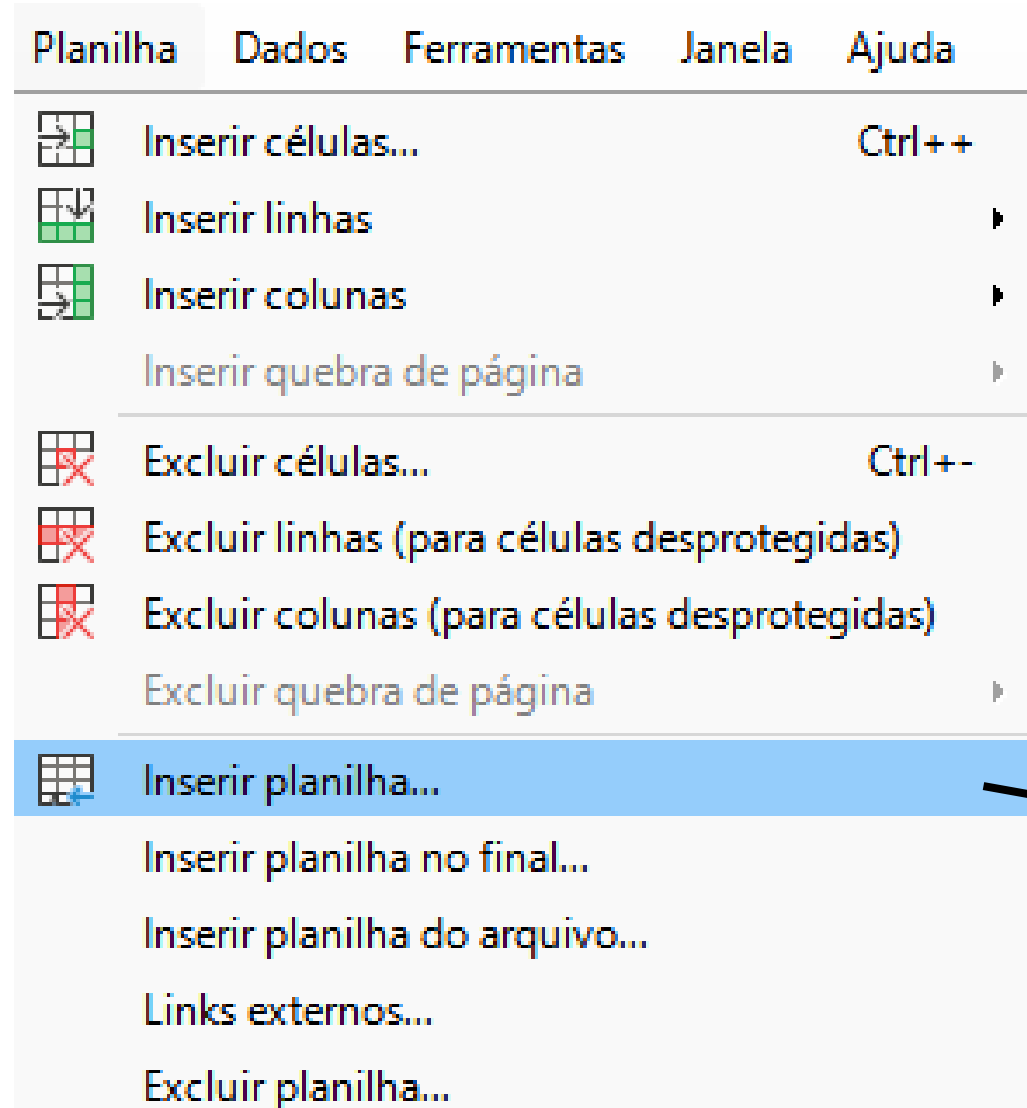 Planilha Dados Ferramentas Janela Ajuda
Inserir células... Ctrl++
Inserir linhas
Inserir colunas
Inserir quebra de página
Excluir células... Ctrl+-
Excluir linhas (para células desprotegidas)
Excluir colunas (para células desprotegidas)
Excluir quebra de página
Inserir planilha...
Inserir planilha no final...
Inserir planilha do arquivo...
Links externos...
Excluir planilha...